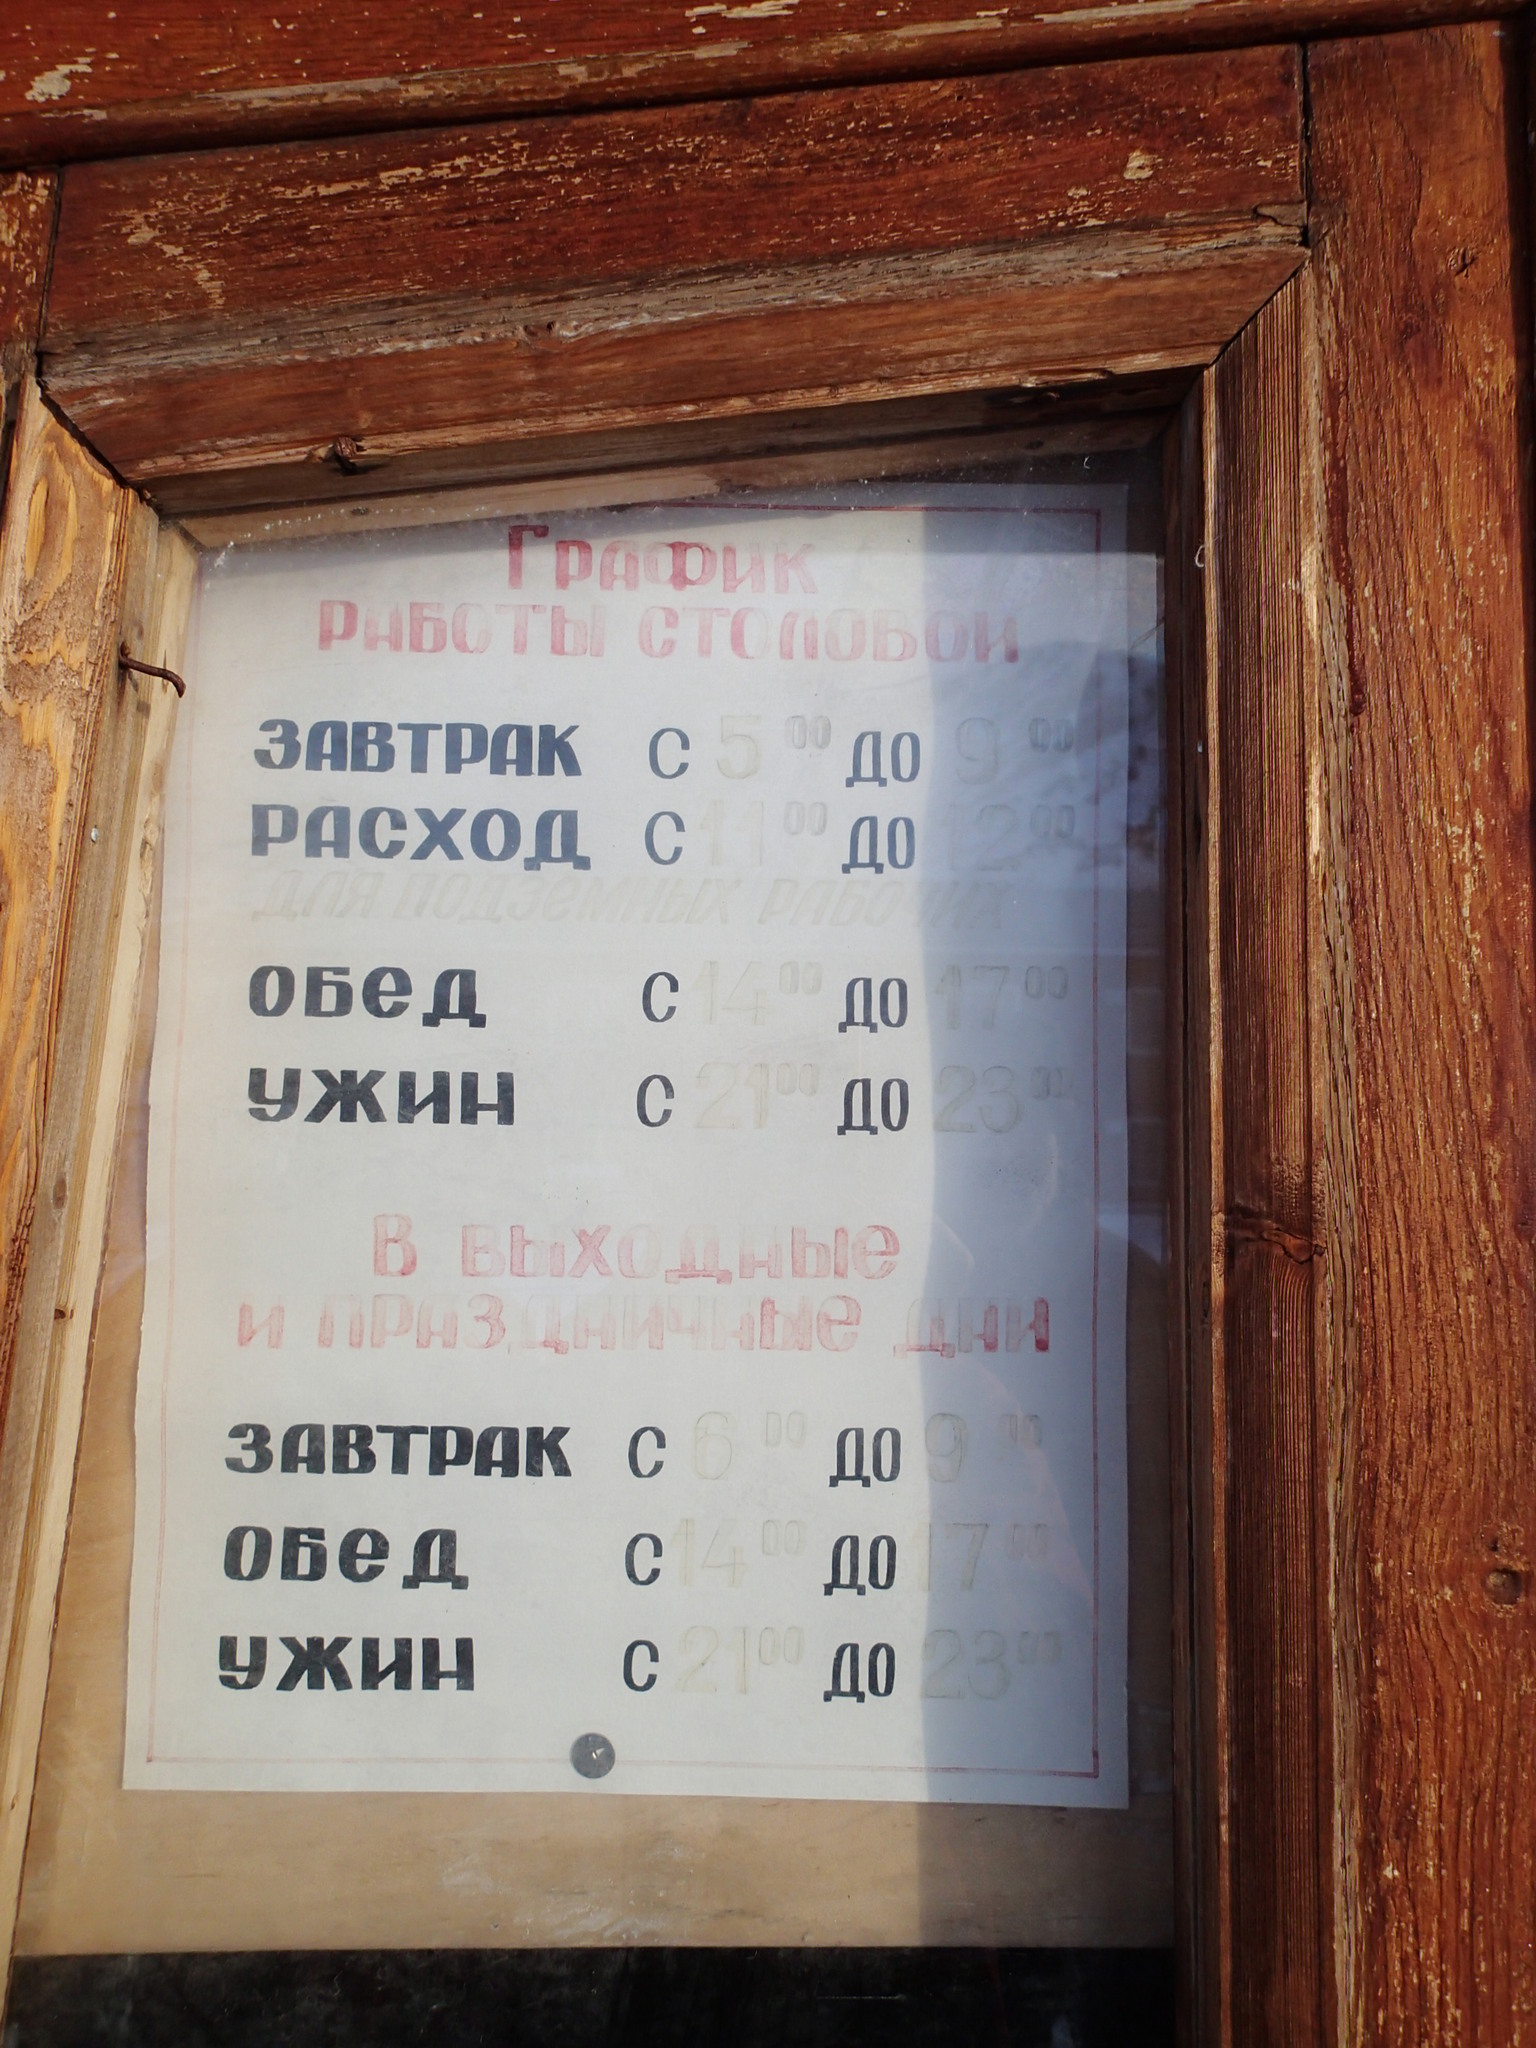 График
работы столовой
завтрак с 5 00 до 9 00
расход с 11 00 до 12 00
для подземных рабочих
обед с 14 00 до 17 00
ужин с 21 00 до 23 00
В выходные
и праздничные дни
завтрак с 6 00 до 9 00
обед с 14 00 до 17 00
ужин с 21 00 до 23 00